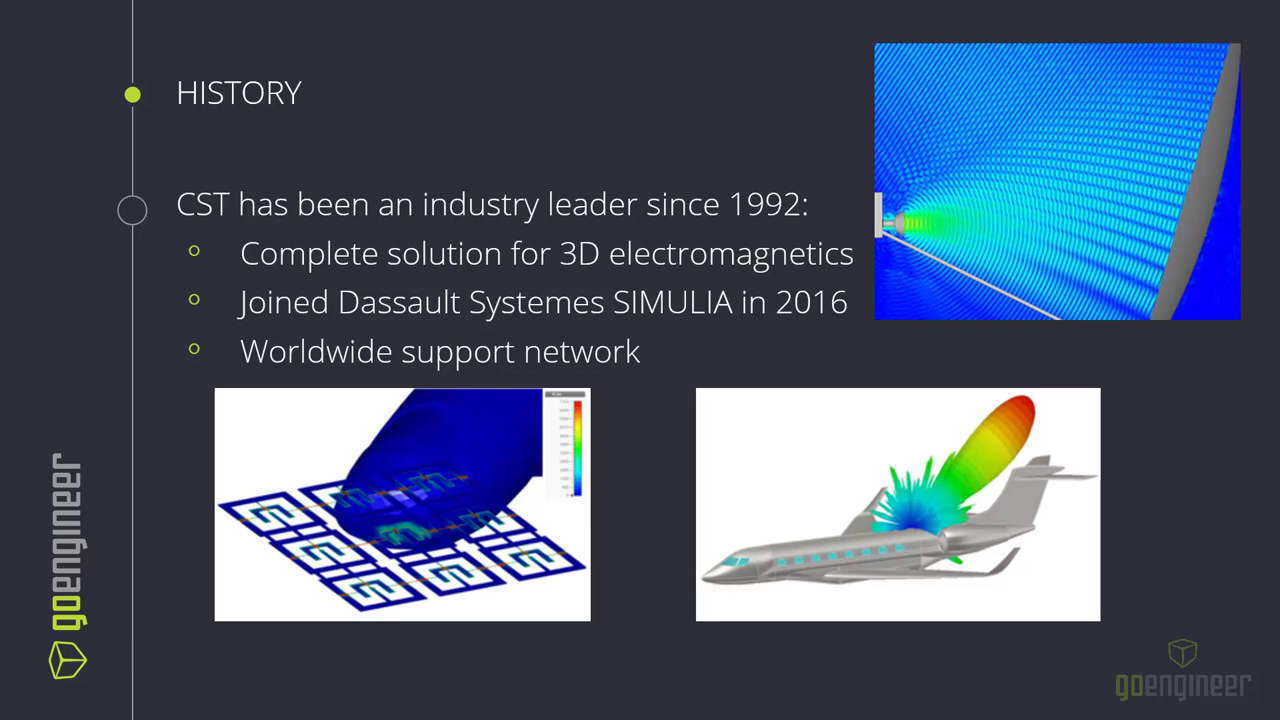 HISTORY
CST has been an industry leader since 1992:
Complete solution for 3D electromagnetics
Joined Dassault Systemes SIMULIA in 2016
Worldwide support network
goengineer
goengineer